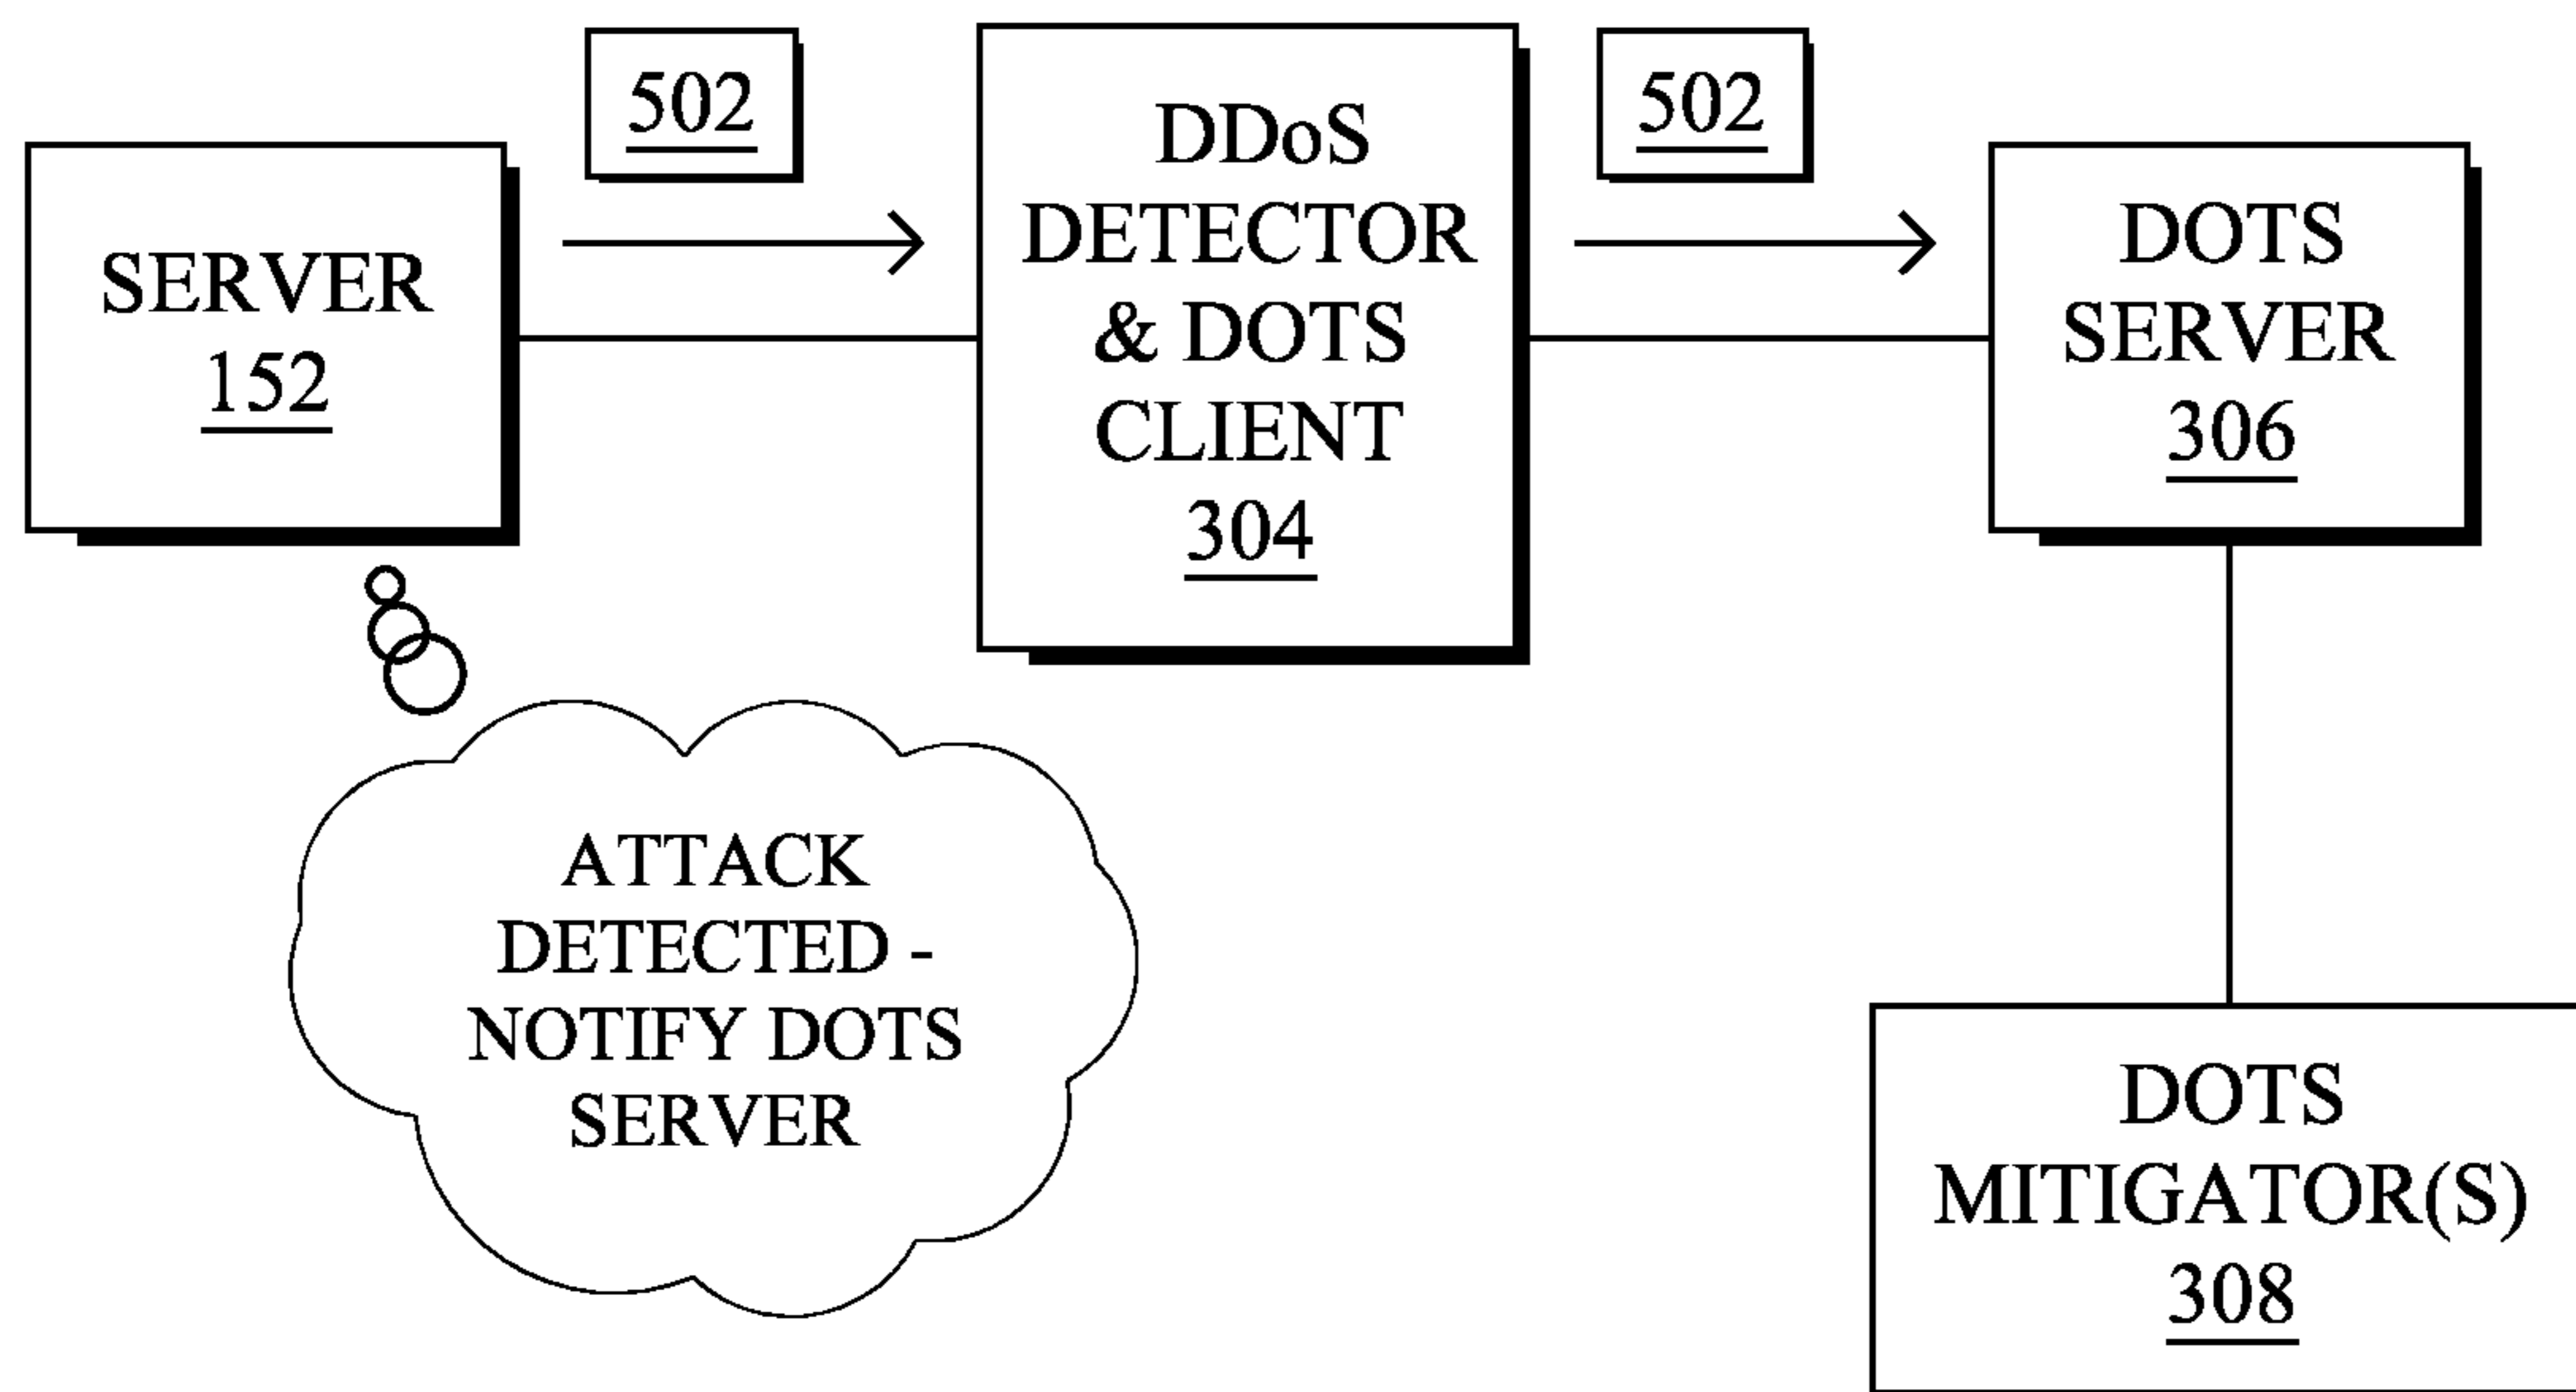 502
502
SERVER
152
DDoS
DETECTOR
& DOTS
CLIENT
304
DOTS
SERVER
306
ATTACK
DETECTED -
NOTIFY DOTS
SERVER
DOTS
MITIGATOR(S)
308